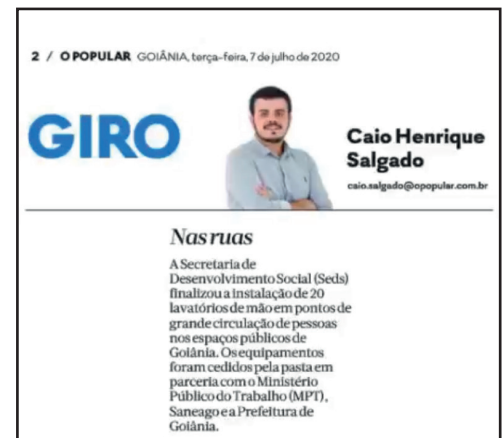 2 / O POPULAR GOIÂNIA, terça-feira, 7 de julho de 2020
GIRO
Caio Henrique
Salgado
caio.salgado@opopular.com.br
Nas ruas
A Secretaria de
Desenvolvimento Social (Seds)
finalizou a instalação de 20
lavatórios de mão em pontos de
grande circulação de pessoas
nos espaços públicos de
Goiânia. Os equipamentos
foram cedidos pela pasta em
parceria com o Ministério
Público do Trabalho (MPT),
Saneago e a Prefeitura de
Goiânia.